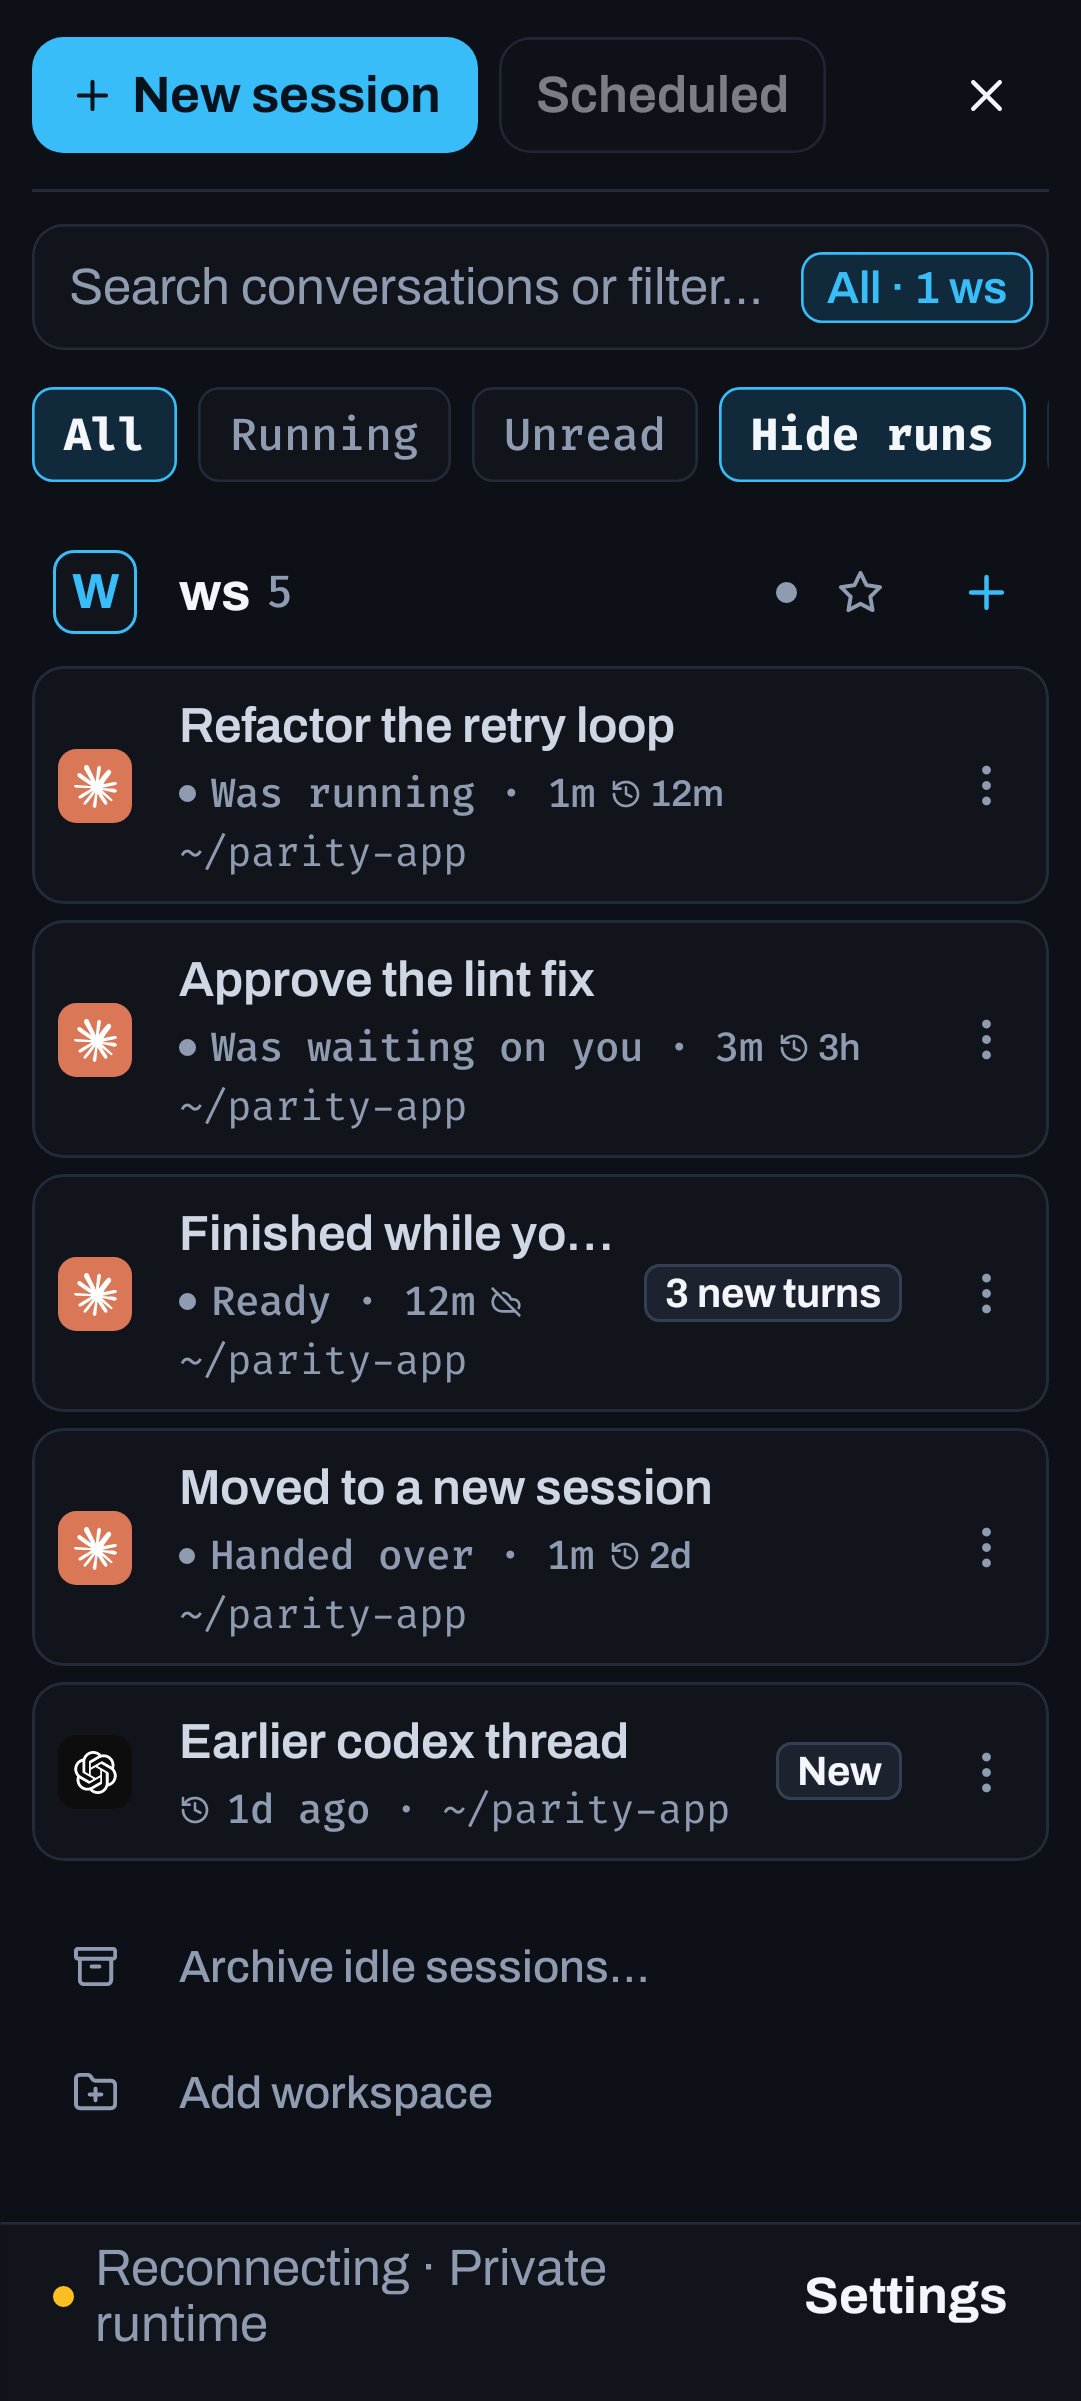 + New session
Scheduled
Search conversations or filter...
All · 1 ws
All
Running
Unread
Hide runs
W
ws 5
Refactor the retry loop
Was running · 1m 12m
~/parity-app
Approve the lint fix
Was waiting on you · 3m 3h
~/parity-app
Finished while yo...
Ready · 12m
3 new turns
~/parity-app
Moved to a new session
Handed over · 1m 2d
~/parity-app
Earlier codex thread
New
1d ago · ~/parity-app
Archive idle sessions...
Add workspace
Reconnecting · Private
runtime
Settings